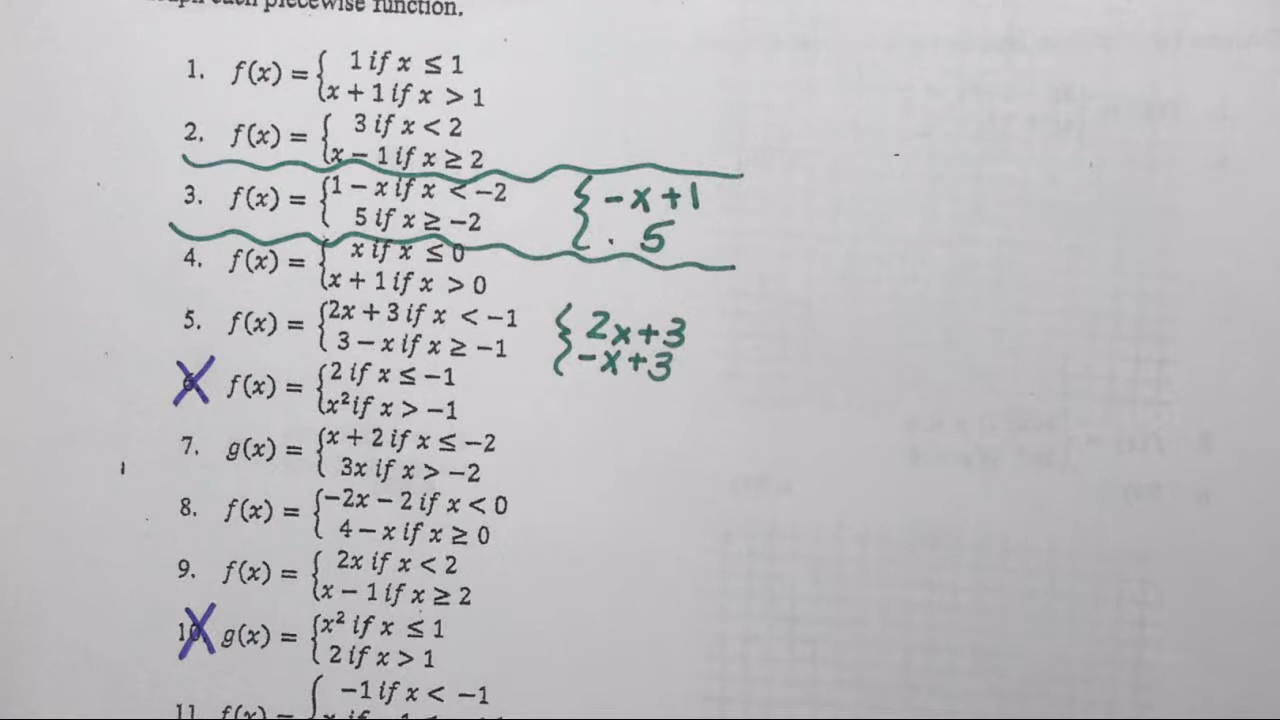 each piecewise function.
1. f(x) = { 1 if x ≤ 1
x + 1 if x > 1
2. f(x) = { 3 if x < 2
x − 1 if x ≥ 2
3. f(x) = { 1 − x if x < −2 { -x+1
5 if x ≥ −2 5
4. f(x) = { x if x ≤ 0
x + 1 if x > 0
5. f(x) = { 2x + 3 if x < −1 { 2x+3
3 − x if x ≥ −1 -x+3
6. f(x) = { 2 if x ≤ −1
x² if x > −1
7. g(x) = { x + 2 if x ≤ −2
3x if x > −2
8. f(x) = { −2x − 2 if x < 0
4 − x if x ≥ 0
9. f(x) = { 2x if x < 2
x − 1 if x ≥ 2
10. g(x) = { x² if x ≤ 1
2 if x > 1
11. f(x) = { −1 if x < −1